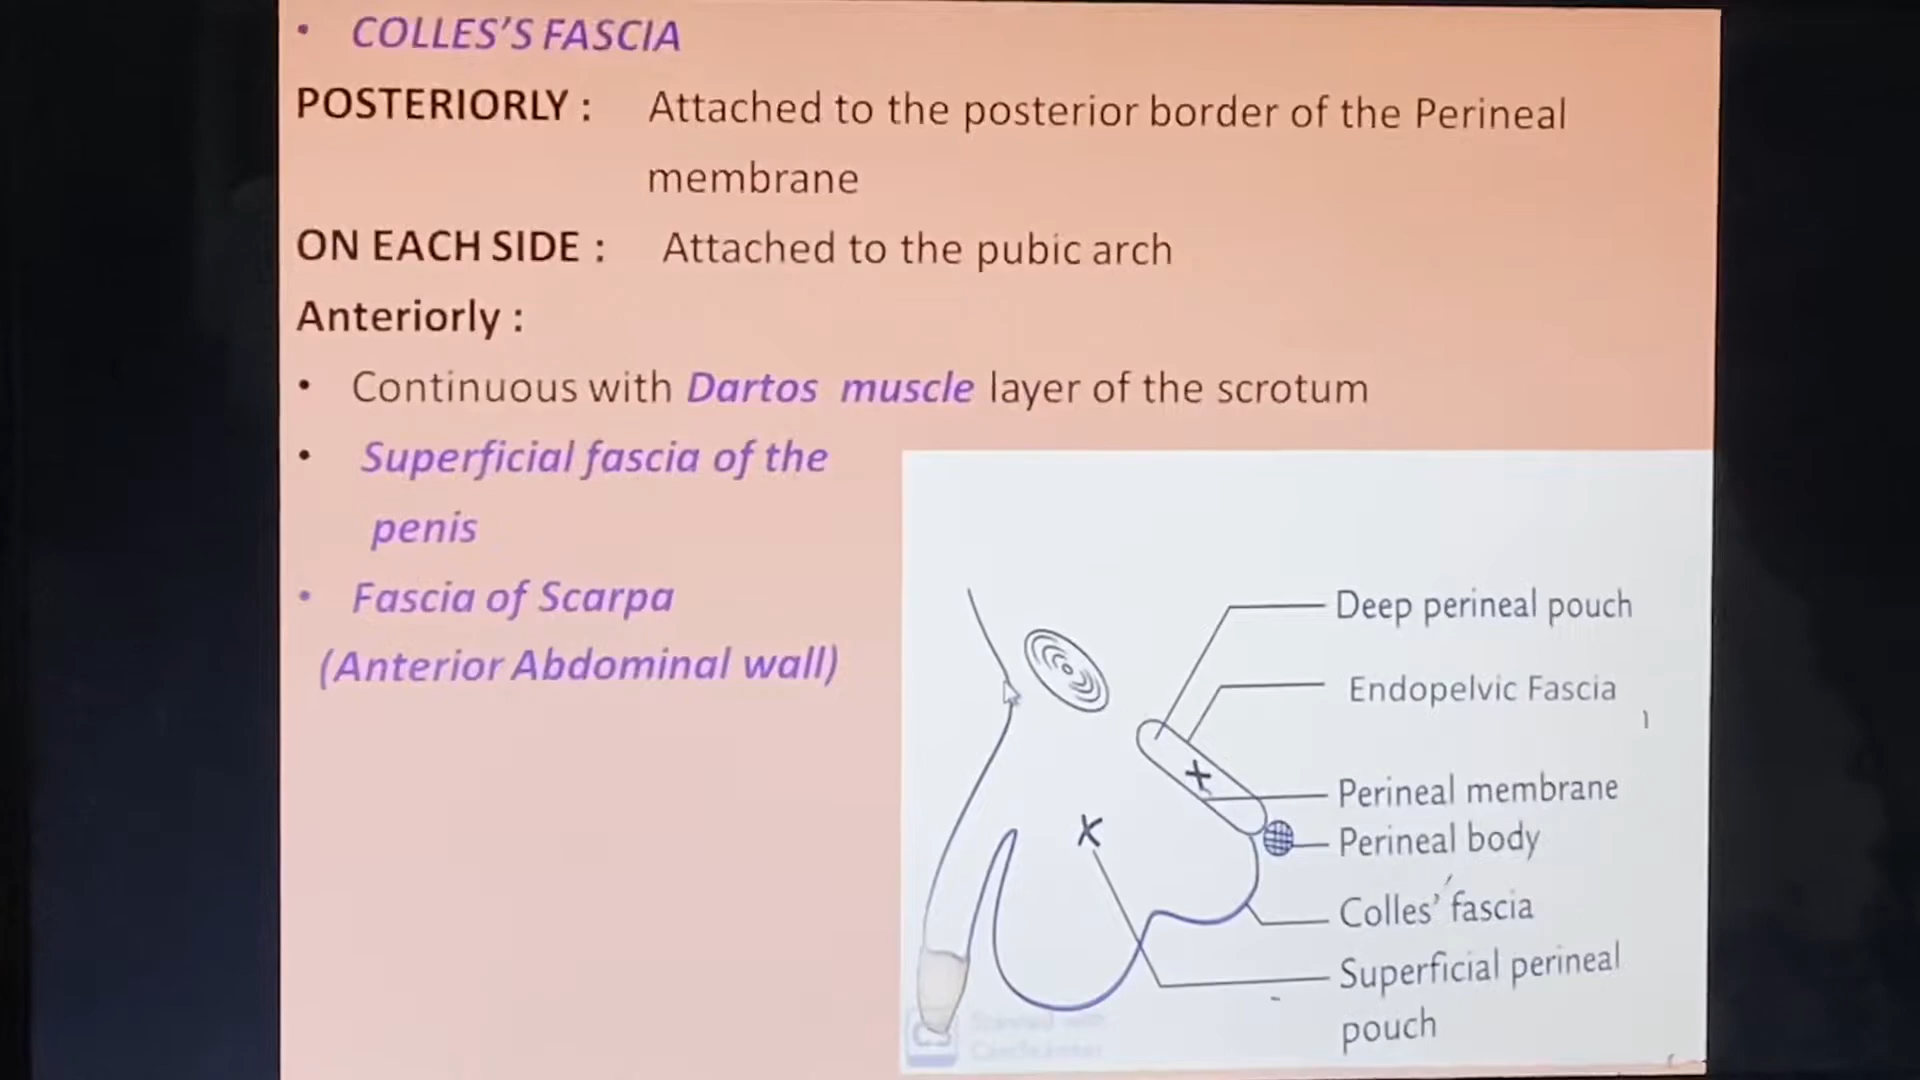 • COLLES'S FASCIA
POSTERIORLY : Attached to the posterior border of the Perineal
membrane
ON EACH SIDE : Attached to the pubic arch
Anteriorly :
• Continuous with Dartos muscle layer of the scrotum
• Superficial fascia of the
penis
• Fascia of Scarpa
(Anterior Abdominal wall)
Deep perineal pouch
Endopelvic Fascia
Perineal membrane
Perineal body
Colles' fascia
Superficial perineal
pouch
x
x
CS